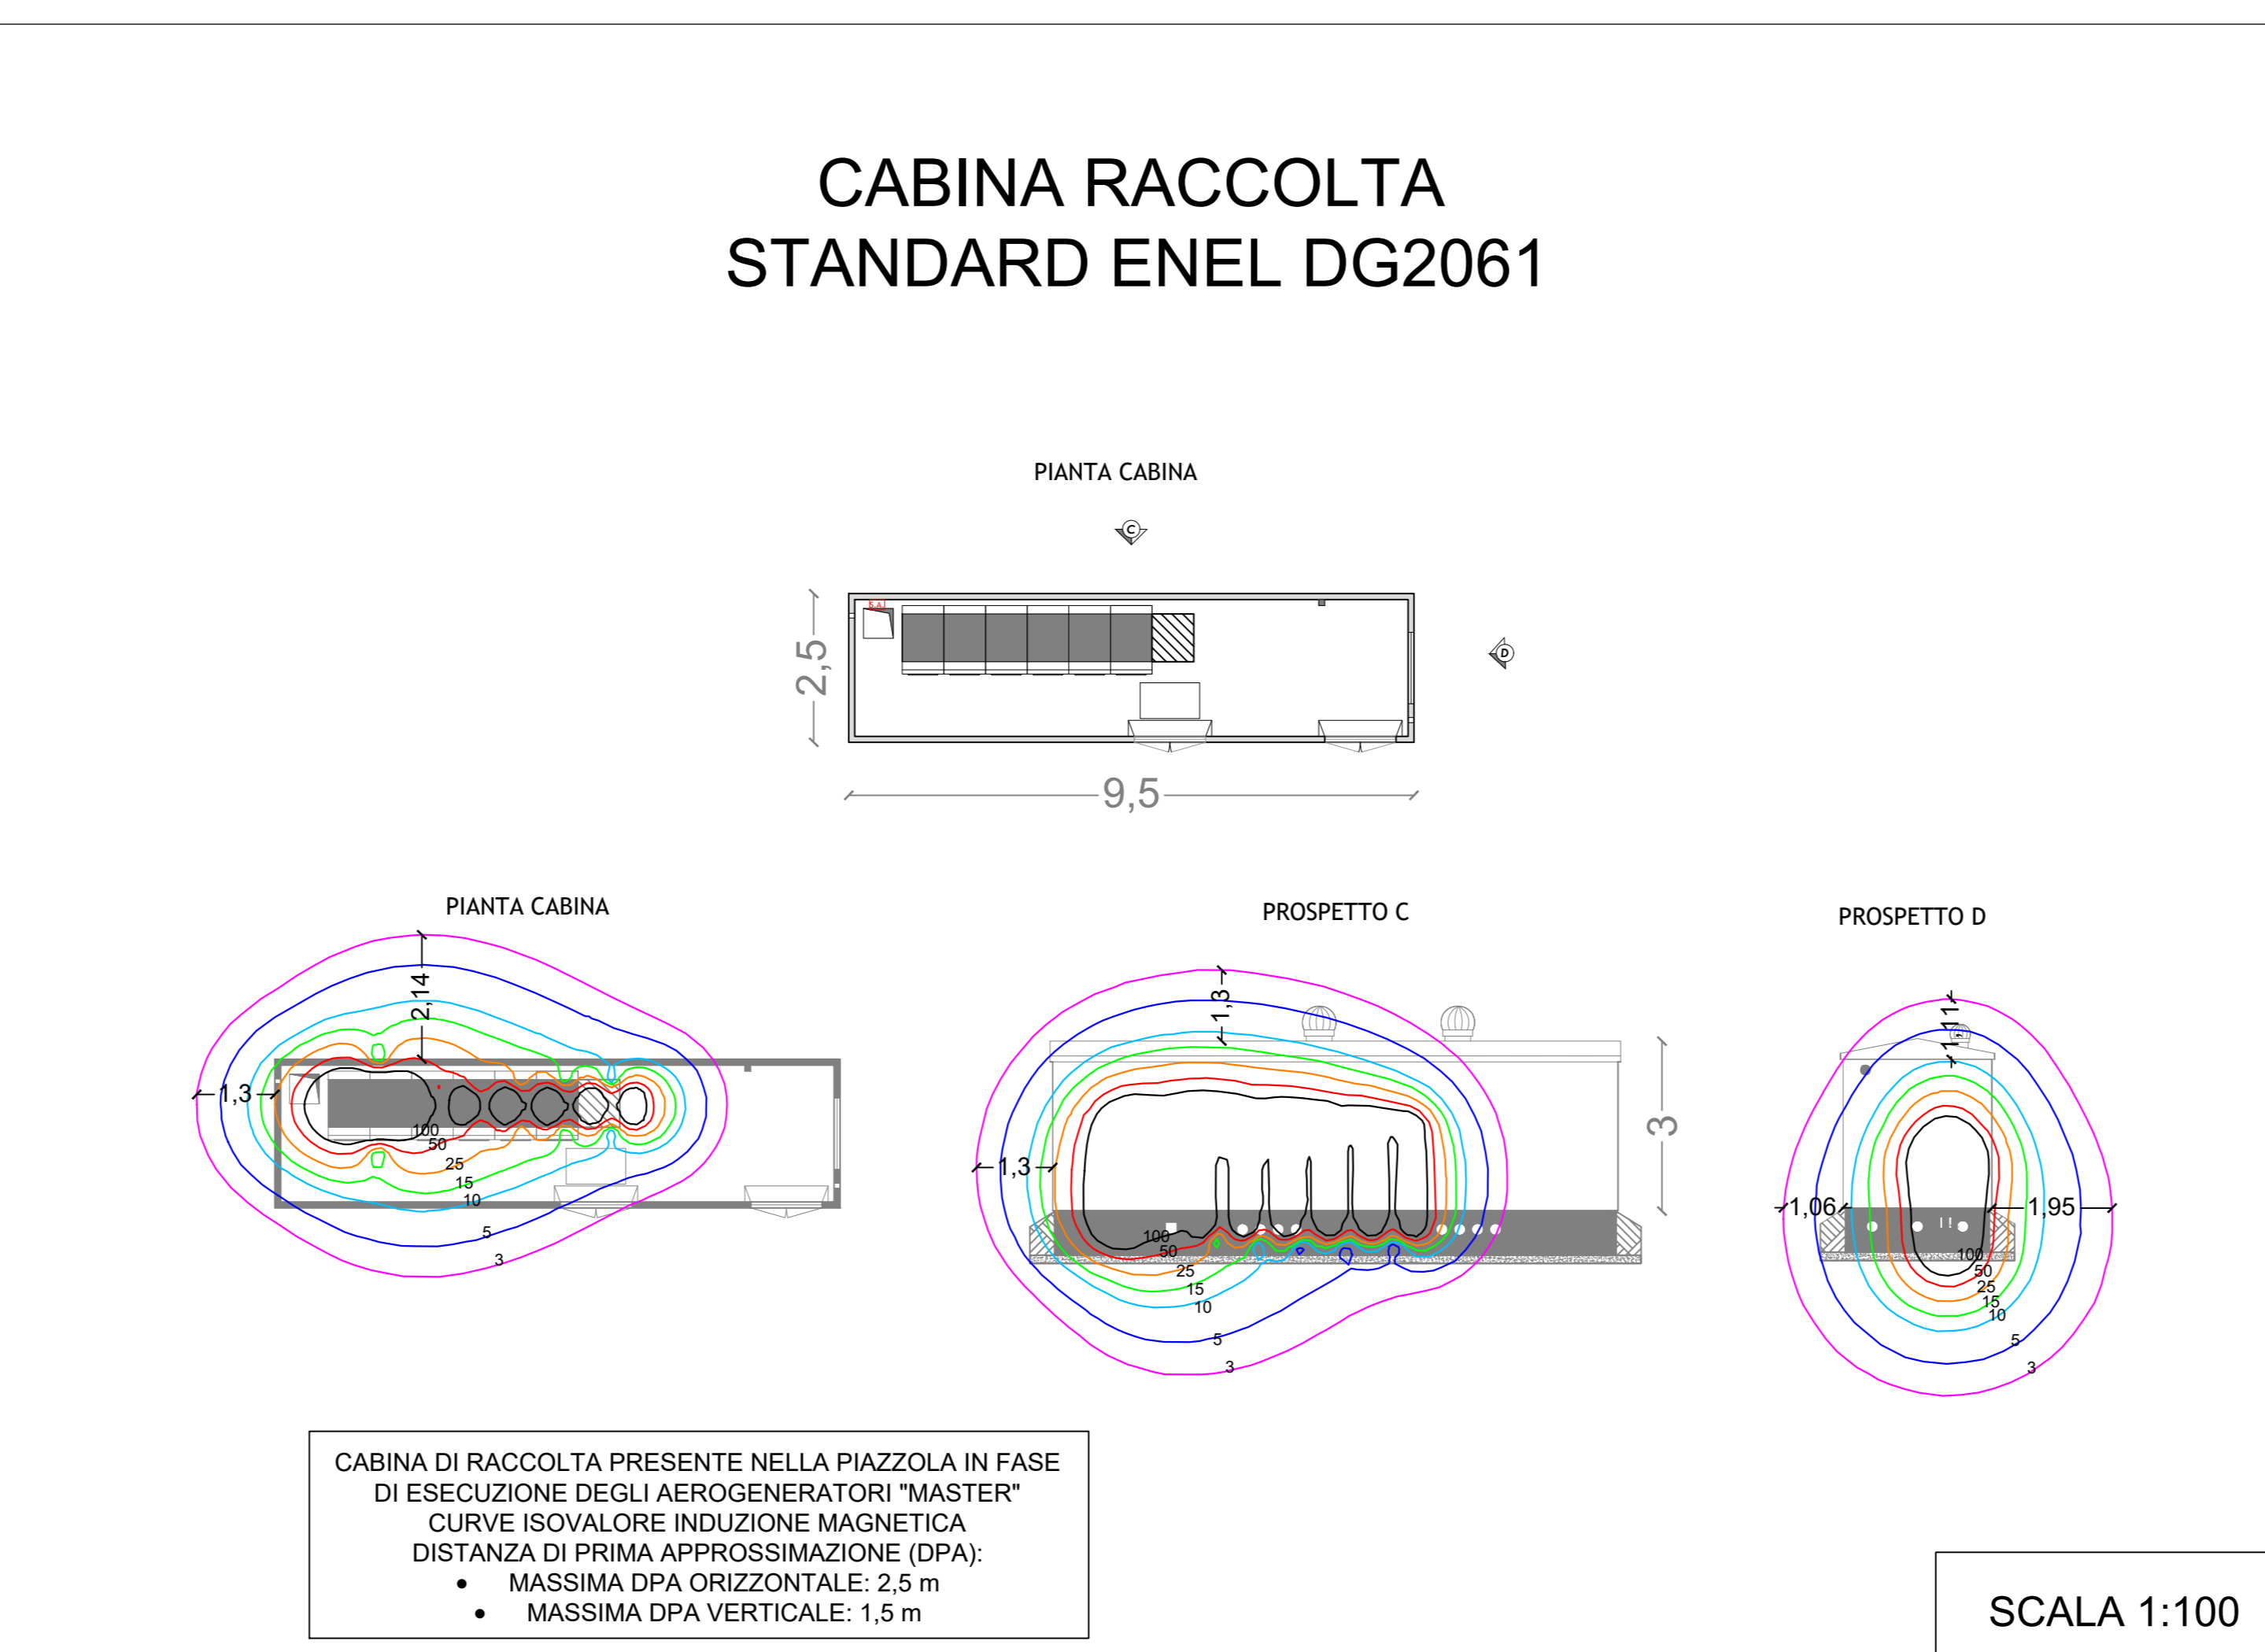 CABINA RACCOLTA
STANDARD ENEL DG2061
PIANTA CABINA
C
S.A.
D
2,5
9,5
PIANTA CABINA
2,14
1,3
100
50
25
15
10
5
3
PROSPETTO C
1,3
1,3
3
100
50
25
15
10
5
3
PROSPETTO D
1,11
1,06
1,95
100
50
25
15
10
5
3
CABINA DI RACCOLTA PRESENTE NELLA PIAZZOLA IN FASE
DI ESECUZIONE DEGLI AEROGENERATORI "MASTER"
CURVE ISOVALORE INDUZIONE MAGNETICA
DISTANZA DI PRIMA APPROSSIMAZIONE (DPA):
• MASSIMA DPA ORIZZONTALE: 2,5 m
• MASSIMA DPA VERTICALE: 1,5 m
SCALA 1:100